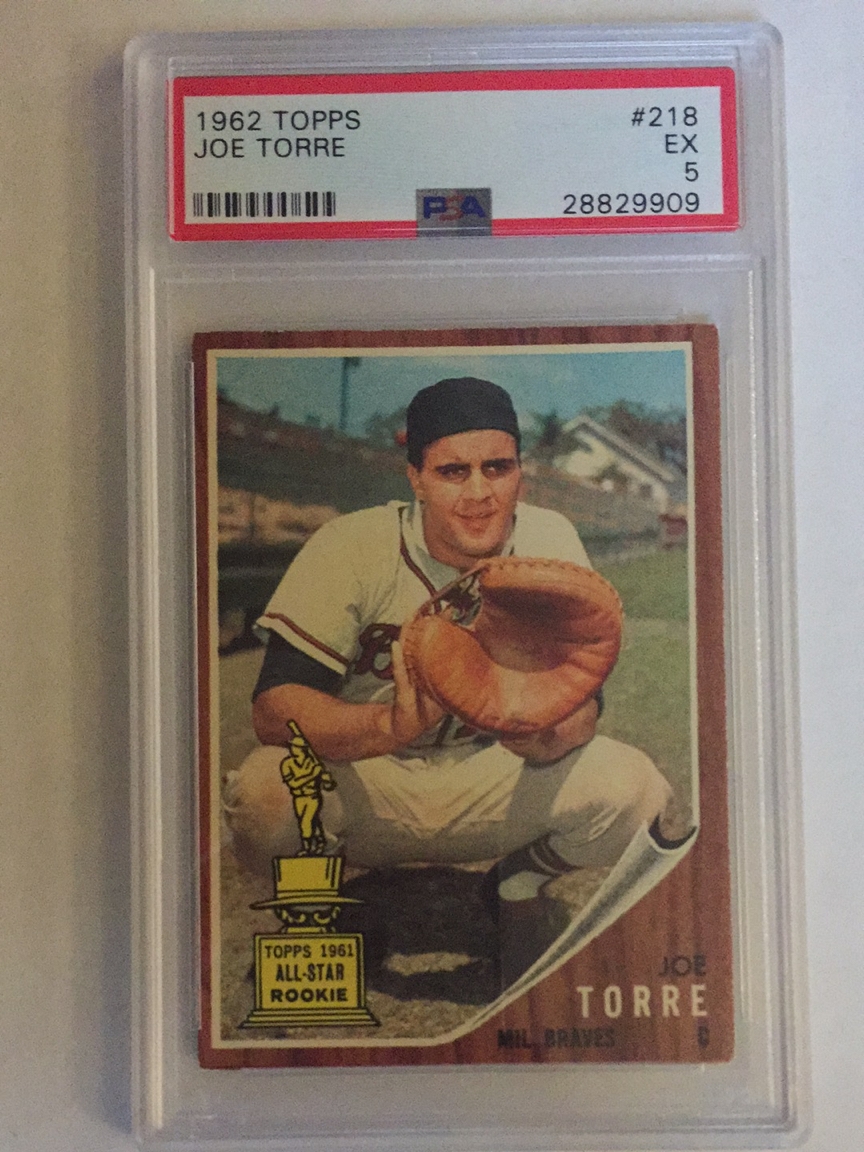 1962 TOPPS #218
JOE TORRE EX
5
PSA 28829909
B
TOPPS 1961
ALL-STAR
ROOKIE
JOE
TORRE
MIL. BRAVES C